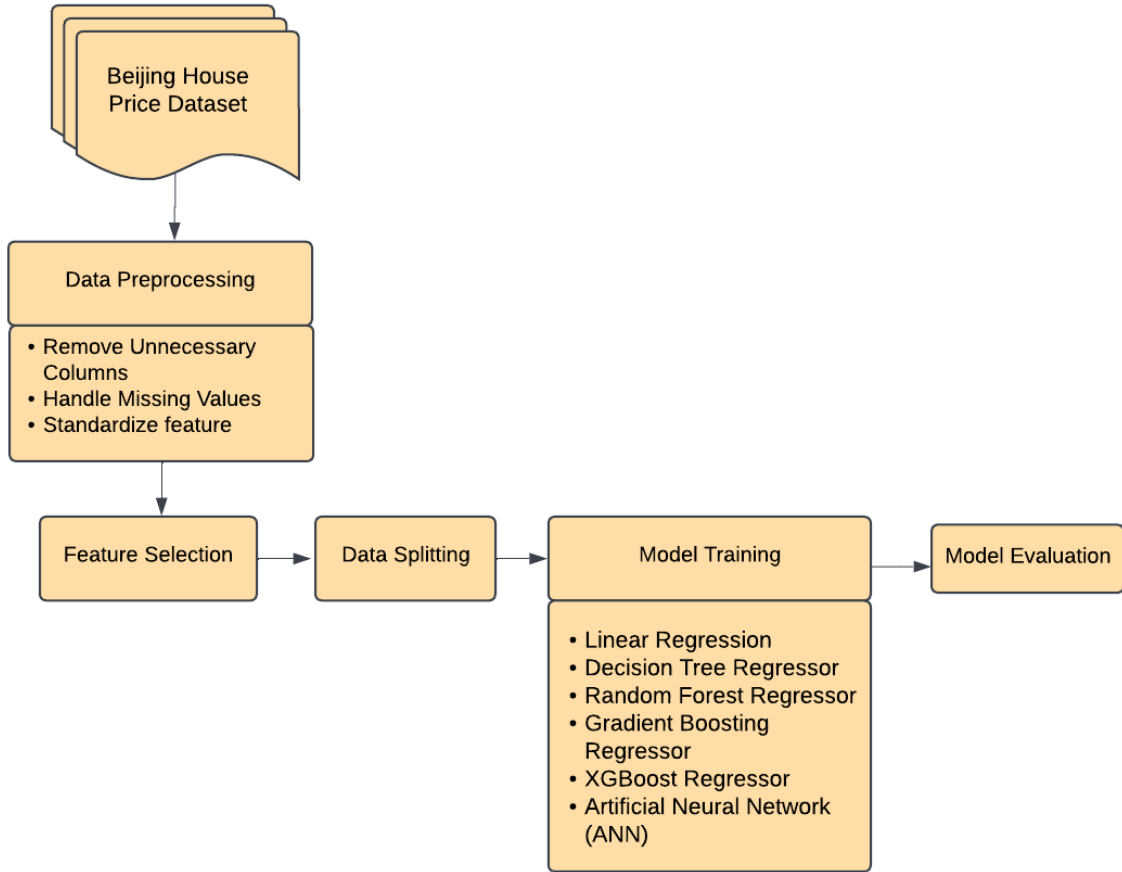 Beijing House
Price Dataset
Data Preprocessing
• Remove Unnecessary
Columns
• Handle Missing Values
• Standardize feature
Feature Selection
Data Splitting
Model Training
Model Evaluation
• Linear Regression
• Decision Tree Regressor
• Random Forest Regressor
• Gradient Boosting
Regressor
• XGBoost Regressor
• Artificial Neural Network
(ANN)